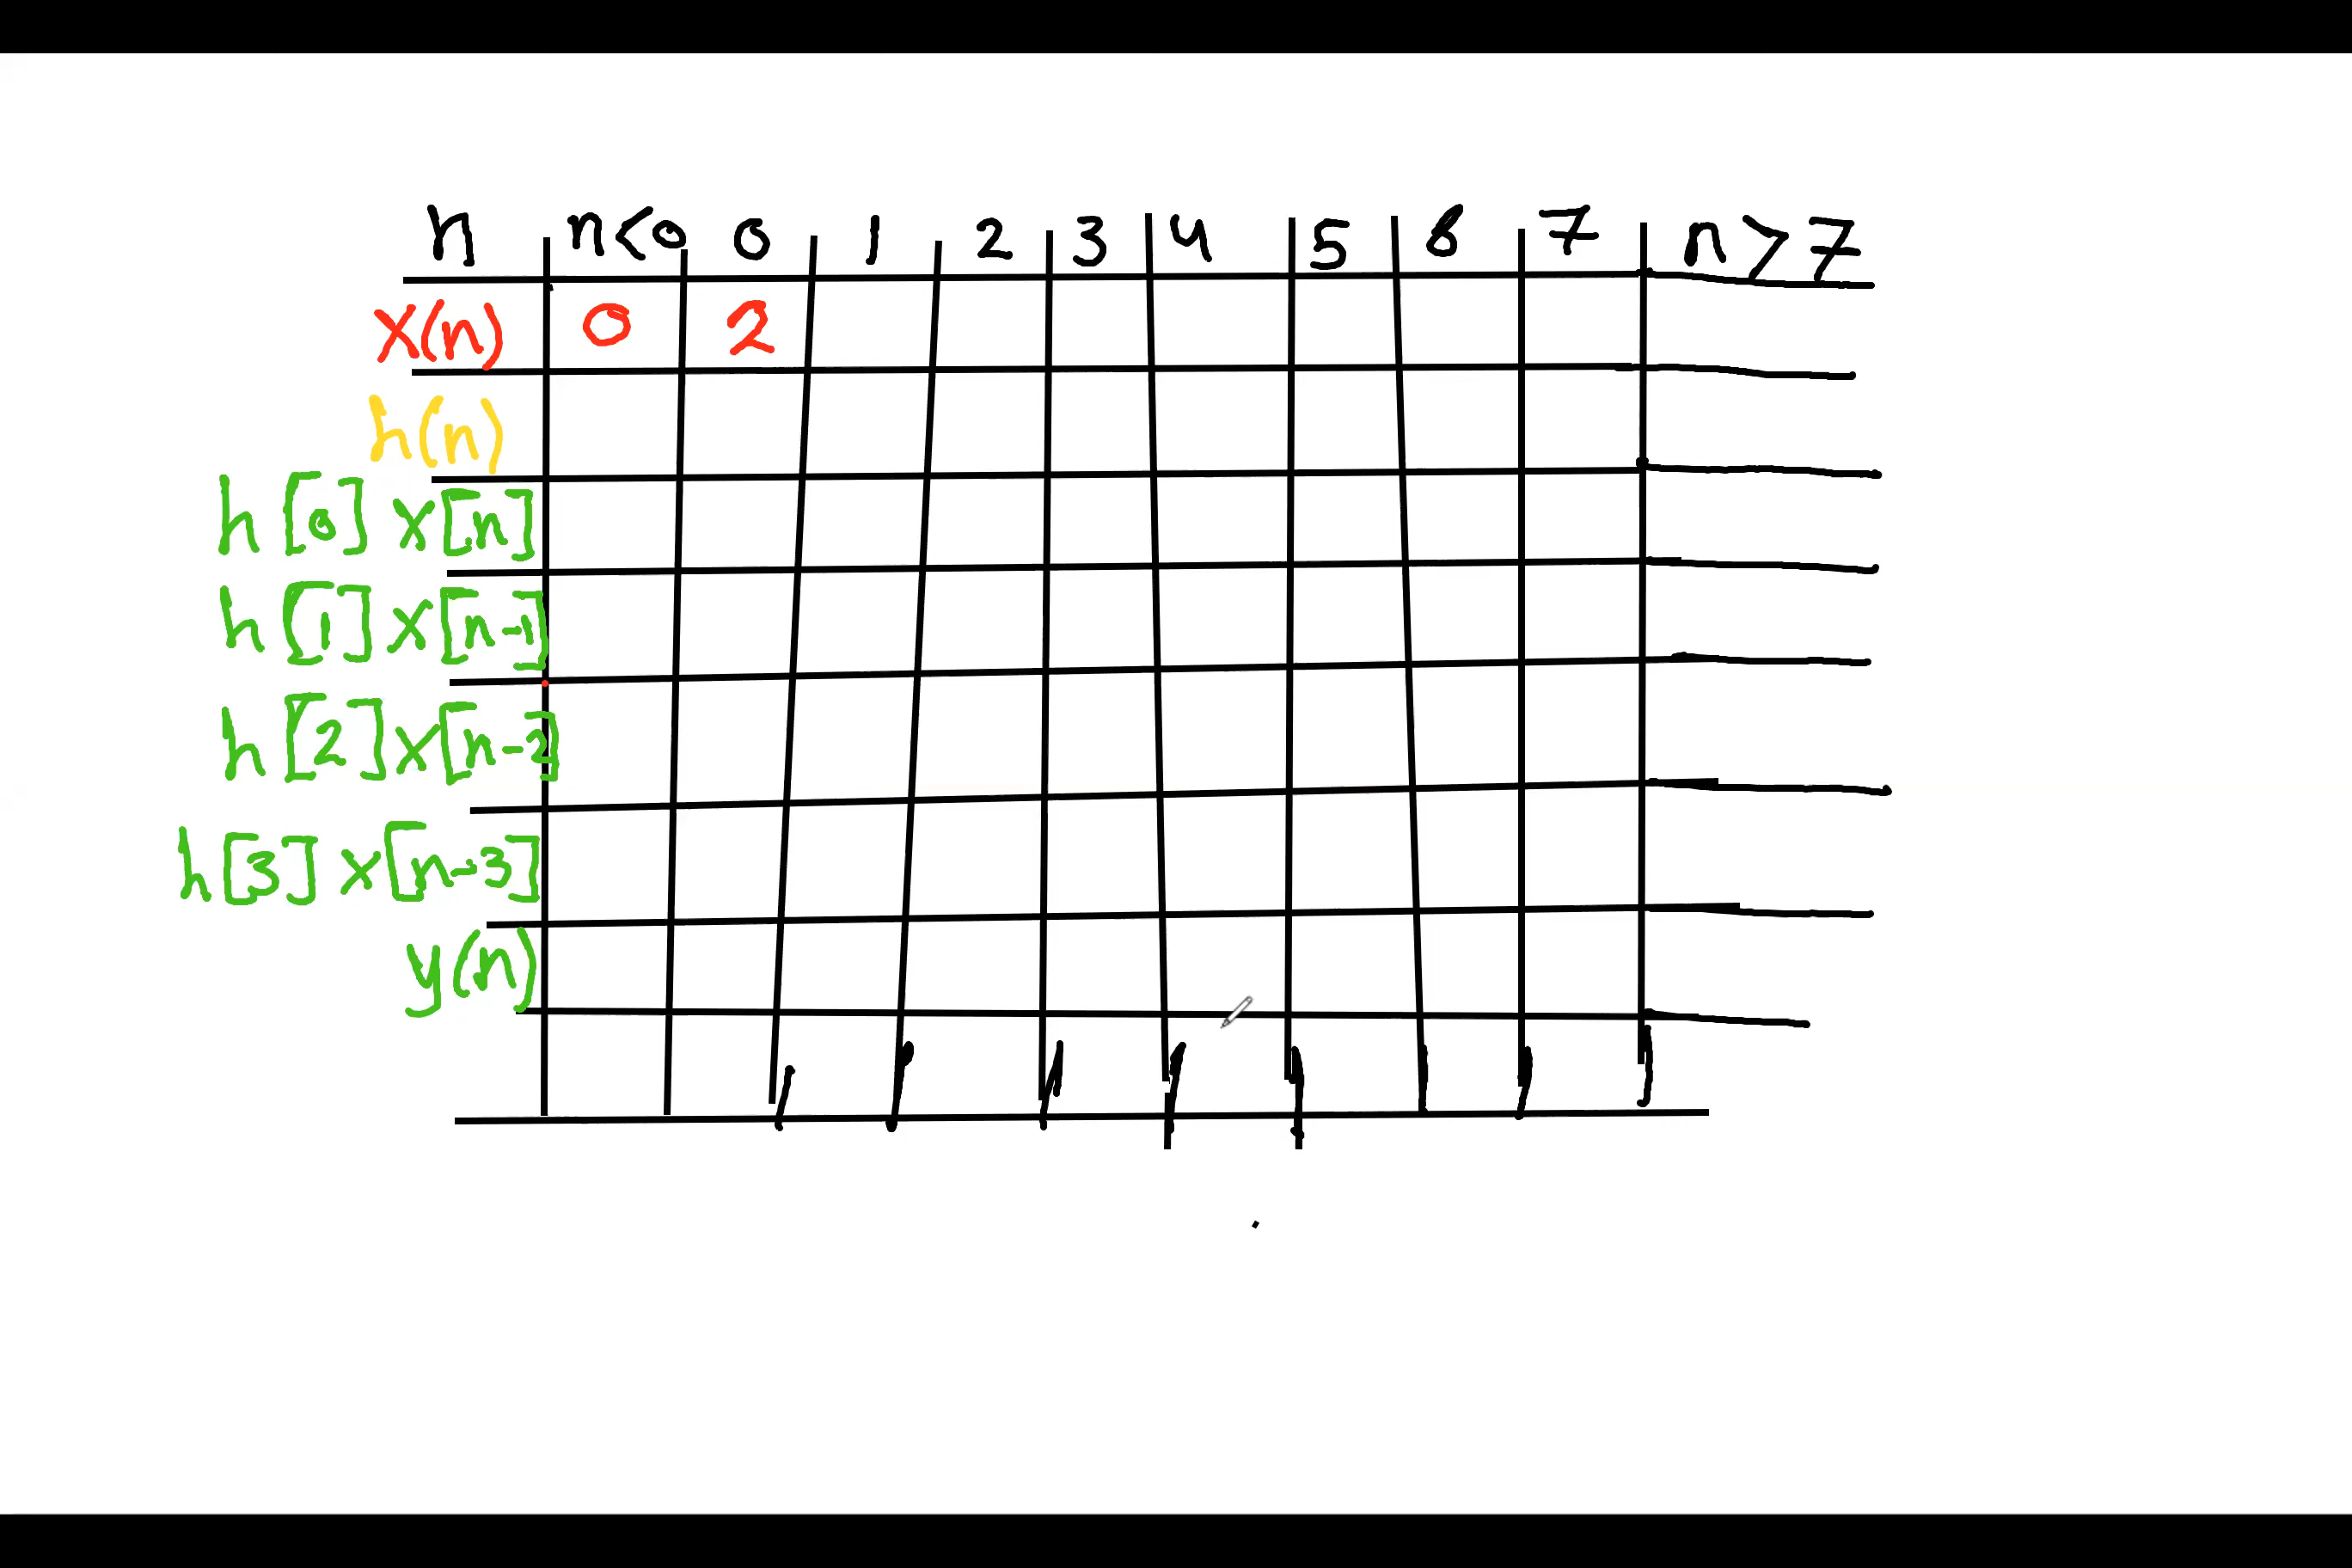 n n<0 0 1 2 3 4 5 6 7 n>7
x(n) 0 2
h(n)
h[0] x[n]
h[1] x[n-1]
h[2] x[n-2]
h[3] x[n-3]
y(n)